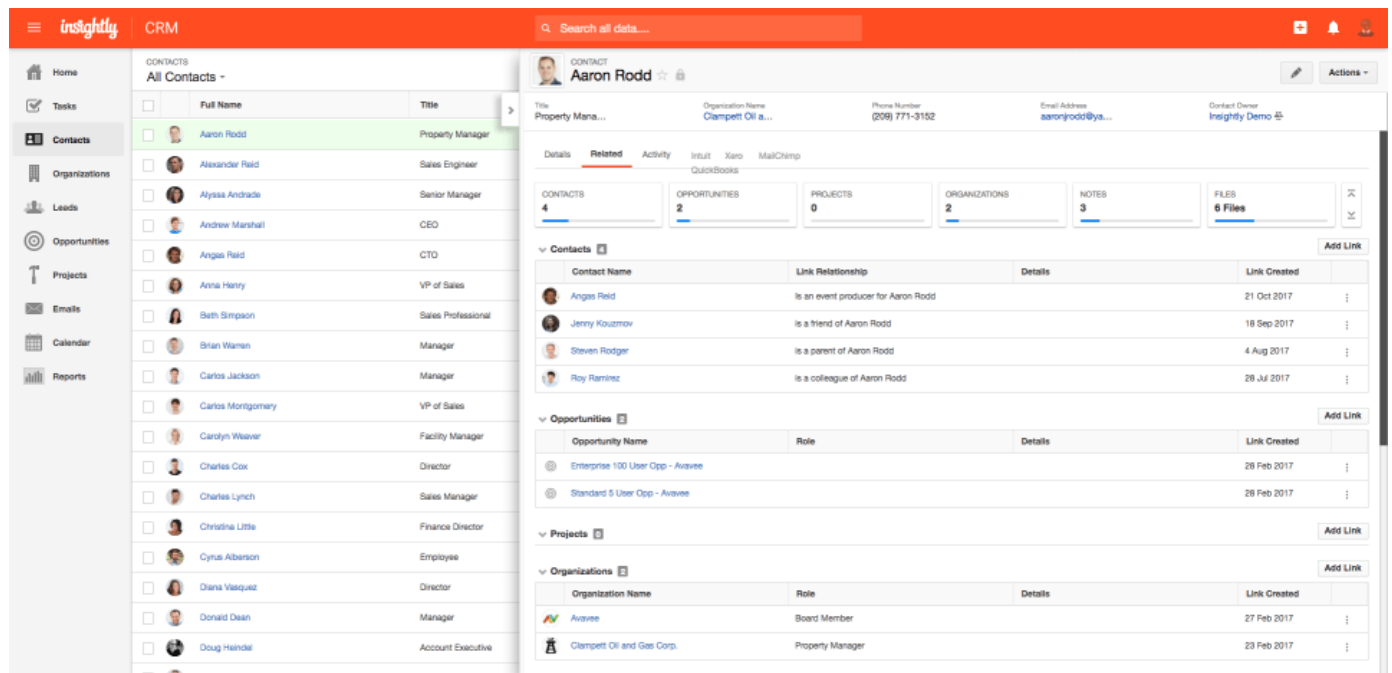 insightly CRM Search all data....
Home
Tasks
Contacts
Organizations
Leads
Opportunities
Projects
Emails
Calendar
Reports
CONTACTS
All Contacts
Full Name Title
Aaron Rodd Property Manager
Alexander Reid Sales Engineer
Alyssa Andrade Senior Manager
Andrew Marshall CEO
Angas Reid CTO
Anna Henry VP of Sales
Beth Simpson Sales Professional
Brian Warren Manager
Carlos Jackson Manager
Carlos Montgomery VP of Sales
Carolyn Weaver Facility Manager
Charles Cox Director
Charles Lynch Sales Manager
Christina Little Finance Director
Cyrus Alberson Employee
Diana Vasquez Director
Donald Dean Manager
Doug Heindel Account Executive
CONTACT
Aaron Rodd
Actions
Title Organization Name Phone Number Email Address Contact Owner
Property Mana... Clampett Oil a... (209) 771-3152 aaronjrodd@ya... Insightly Demo
Details Related Activity Intuit Xero MailChimp
QuickBooks
CONTACTS OPPORTUNITIES PROJECTS ORGANIZATIONS NOTES FILES
4 2 0 2 3 6 Files
Contacts 4 Add Link
Contact Name Link Relationship Details Link Created
Angas Reid Is an event producer for Aaron Rodd 21 Oct 2017
Jenny Kouzmov is a friend of Aaron Rodd 18 Sep 2017
Steven Rodger is a parent of Aaron Rodd 4 Aug 2017
Roy Ramirez is a colleague of Aaron Rodd 28 Jul 2017
Opportunities 2 Add Link
Opportunity Name Role Details Link Created
Enterprise 100 User Opp - Avavee 28 Feb 2017
Standard 5 User Opp - Avavee 28 Feb 2017
Projects 0 Add Link
Organizations 2 Add Link
Organization Name Role Details Link Created
Avavee Board Member 27 Feb 2017
Clampett Oil and Gas Corp. Property Manager 23 Feb 2017